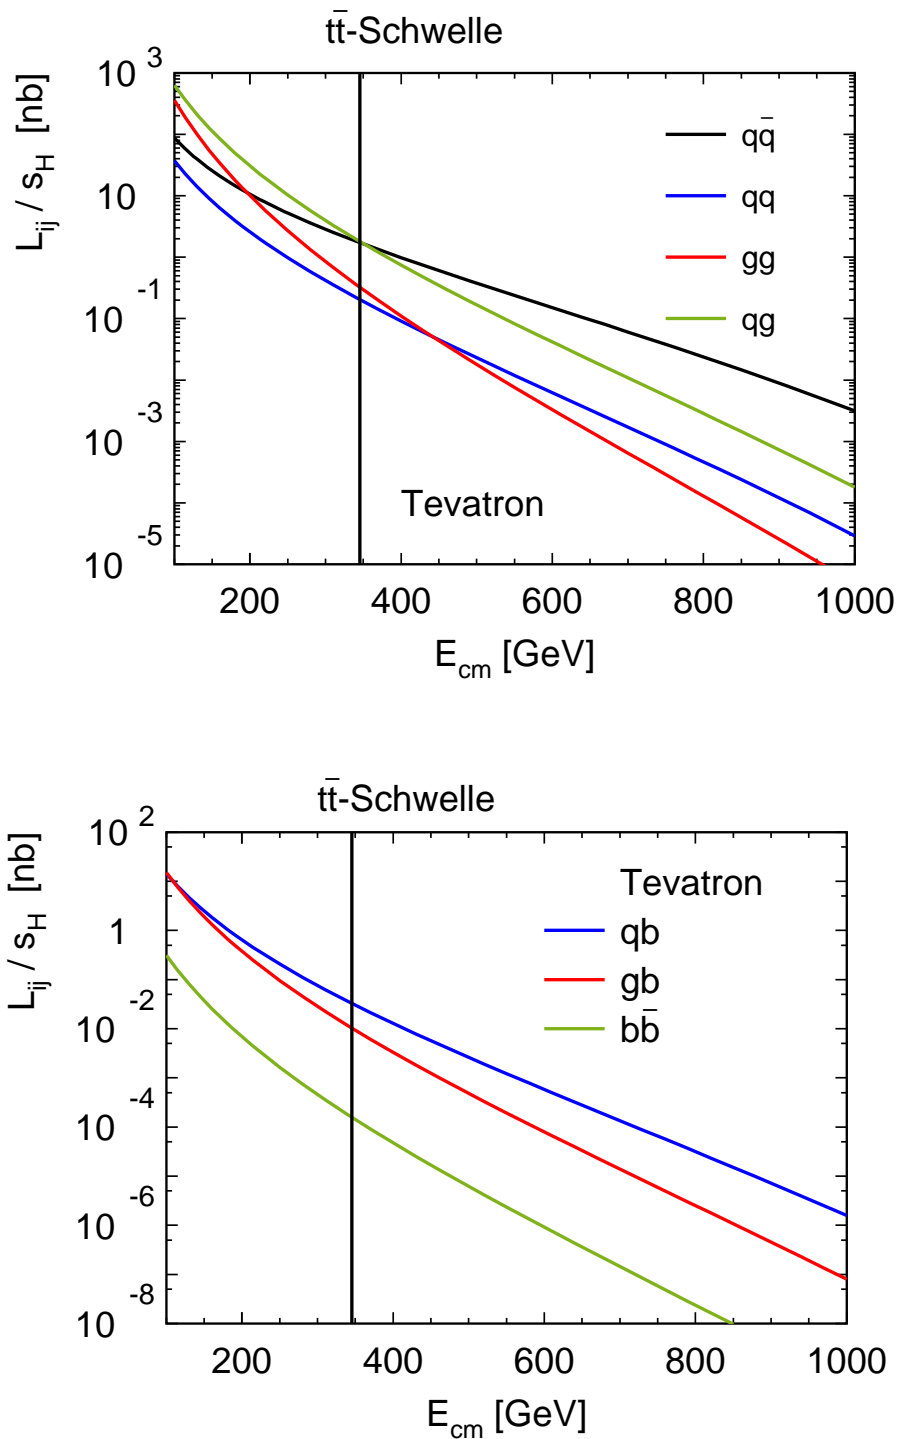 tt̄-Schwelle
L_ij / s_H [nb]
10^3
10
10^-1
10^-3
10^-5
qq̄
qq
gg
qg
Tevatron
200 400 600 800 1000
E_cm [GeV]
tt̄-Schwelle
L_ij / s_H [nb]
10^2
1
10^-2
10^-4
10^-6
10^-8
Tevatron
qb
gb
bb̄
200 400 600 800 1000
E_cm [GeV]